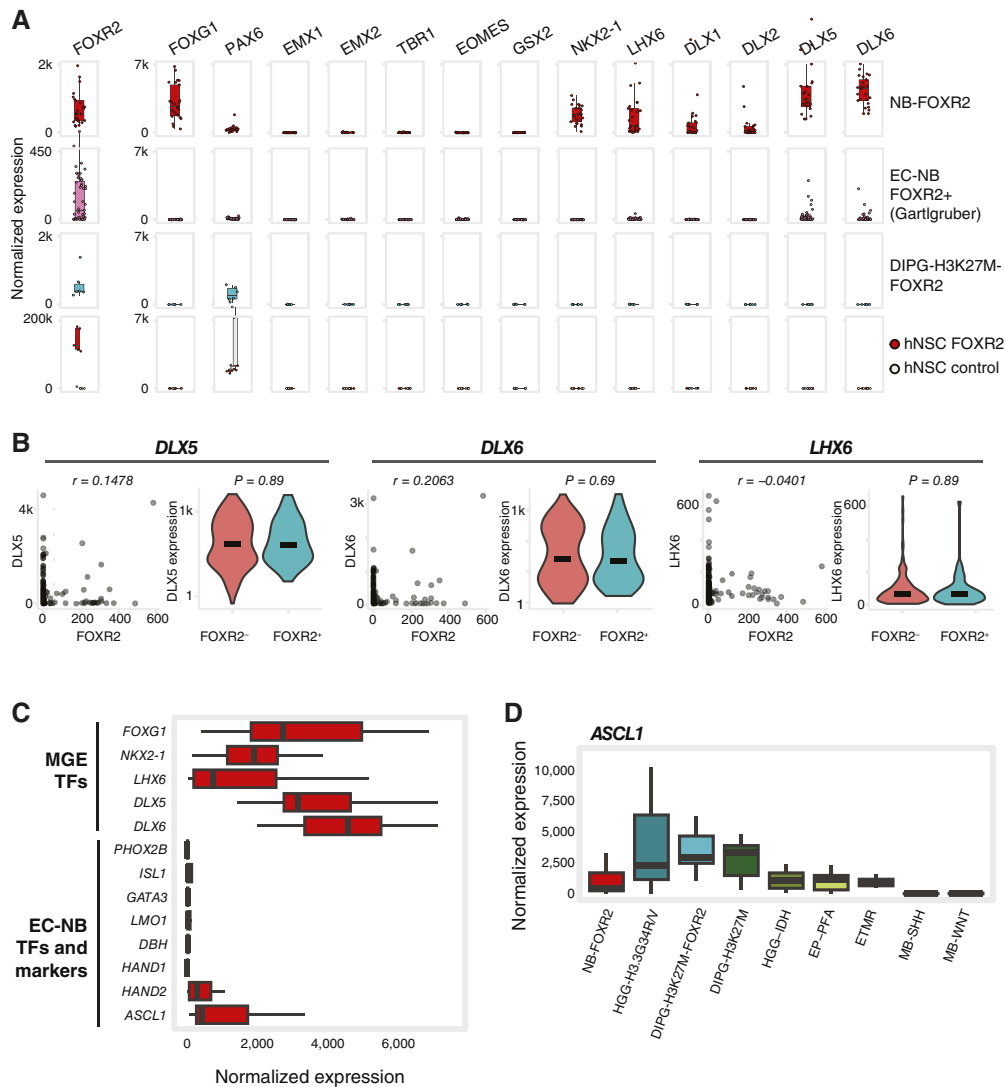 A
FOXR2 FOXG1 PAX6 EMX1 EMX2 TBR1 EOMES GSX2 NKX2-1 LHX6 DLX1 DLX2 DLX5 DLX6
Normalized expression
2k 7k
0 0
NB-FOXR2
450 7k
0 0
EC-NB
FOXR2+
(Gartlgruber)
2k 7k
0 0
DIPG-H3K27M-
FOXR2
200k 7k
0 0
hNSC FOXR2
hNSC control
B
DLX5 DLX6 LHX6
r = 0.1478 P = 0.89 r = 0.2063 P = 0.69 r = −0.0401 P = 0.89
DLX5
4k
0
0 200 400 600
FOXR2
DLX5 expression
1k
1
FOXR2⁻ FOXR2⁺
DLX6
3k
0
0 200 400 600
FOXR2
DLX6 expression
1k
1
FOXR2⁻ FOXR2⁺
LHX6
600
0
0 200 400 600
FOXR2
LHX6 expression
600
0
FOXR2⁻ FOXR2⁺
C
MGE
TFs
FOXG1
NKX2-1
LHX6
DLX5
DLX6
EC-NB
TFs and
markers
PHOX2B
ISL1
GATA3
LMO1
DBH
HAND1
HAND2
ASCL1
0 2,000 4,000 6,000
Normalized expression
D
ASCL1
Normalized expression
10,000
7,500
5,000
2,500
0
NB-FOXR2
HGG-H3.3G34R/V
DIPG-H3K27M-FOXR2
DIPG-H3K27M
HGG–IDH
EP–PFA
ETMR
MB-SHH
MB-WNT